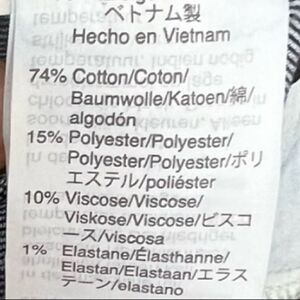 ベトナム製
Hecho en Vietnam
74% Cotton/Coton/
Baumwolle/Katoen/綿/
algodón
15% Polyester/Polyester/
Polyester/Polyester/ポリ
エステル/poliéster
10% Viscose/Viscose/
Viskose/Viscose/ビスコ
ース/viscosa
1% Elastane/Élasthanne/
Elastan/Elastaan/エラス
テーン/elastano